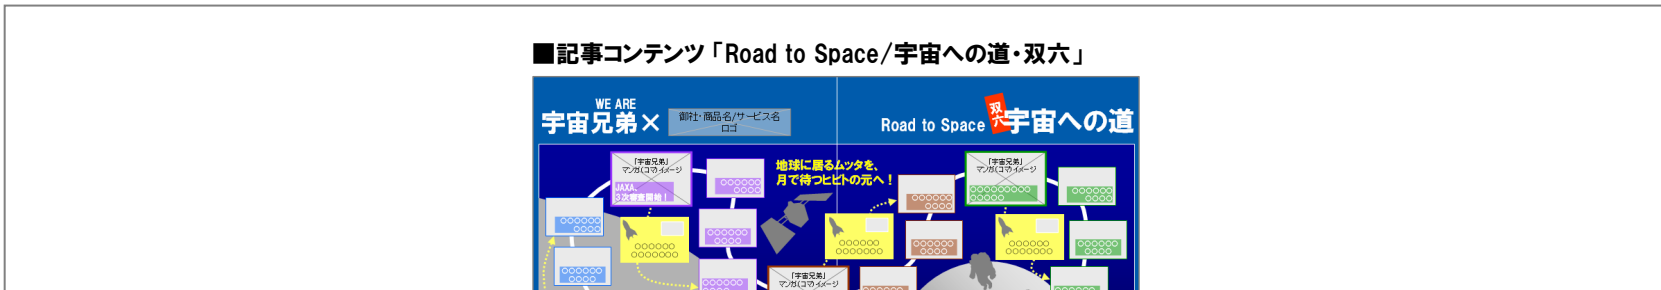 ■記事コンテンツ「Road to Space/宇宙への道・双六」
WE ARE
宇宙兄弟×
御社・商品名/サービス名
ロゴ
Road to Space 双六 宇宙への道
「宇宙兄弟」
マンガ(コマ)イメージ
JAXA、
3次審査開始！
○○○○○○
○○○○
地球に居るムッタを、
月で待つヒビトの元へ！
○○○○○○
○○○○
「宇宙兄弟」
マンガ(コマ)イメージ
○○○○○○○○○
○○○○○○○
○○○○○○
○○○○
○○○○○○
○○○○
○○○○○○
○○○○○○○
○○○○○○
○○○○
○○○○○○
○○○○○○○
○○○○○○
○○○○
○○○○○○
○○○○○○○
○○○○○○
○○○○
○○○○○○
○○○○
○○○○○○
「宇宙兄弟」
マンガ(コマ)イメージ
○○○○○○
○○○○○○